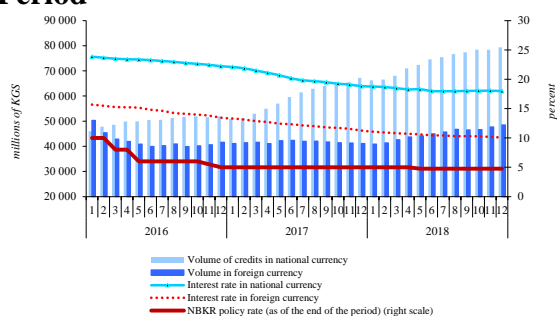 Period
90 000
80 000
70 000
60 000
50 000
40 000
30 000
20 000
millions of KGS
30
25
20
15
10
5
0
percent
1 2 3 4 5 6 7 8 9 10 11 12 1 2 3 4 5 6 7 8 9 10 11 12 1 2 3 4 5 6 7 8 9 10 11 12
2016 2017 2018
Volume of credits in national currency
Volume in foreign currency
Interest rate in national currency
Interest rate in foreign currency
NBKR policy rate (as of the end of the period) (right scale)